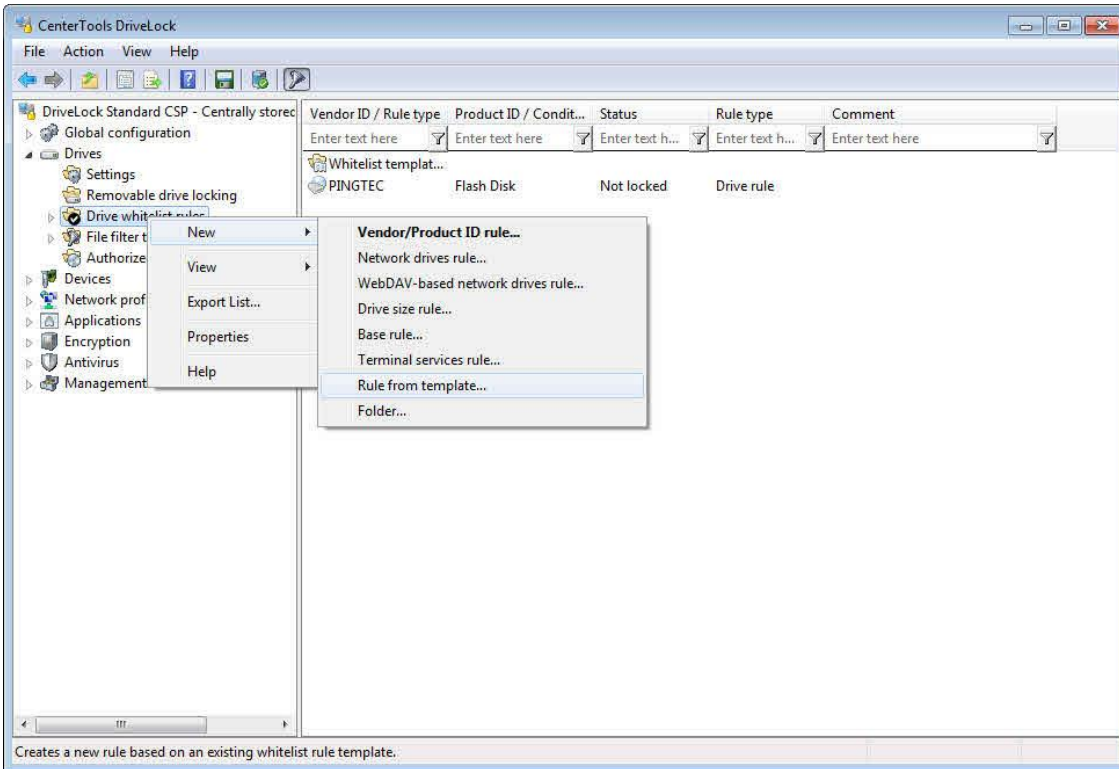 CenterTools DriveLock
File Action View Help
DriveLock Standard CSP - Centrally storec
Global configuration
Drives
Settings
Removable drive locking
Drive whitelist rules
File filter t
Authorize
Devices
Network prof
Applications
Encryption
Antivirus
Management
Vendor ID / Rule type Product ID / Condit... Status Rule type Comment
Enter text here Enter text here Enter text h... Enter text h... Enter text here
Whitelist templat...
PINGTEC Flash Disk Not locked Drive rule
New
View
Export List...
Properties
Help
Vendor/Product ID rule...
Network drives rule...
WebDAV-based network drives rule...
Drive size rule...
Base rule...
Terminal services rule...
Rule from template...
Folder...
Creates a new rule based on an existing whitelist rule template.